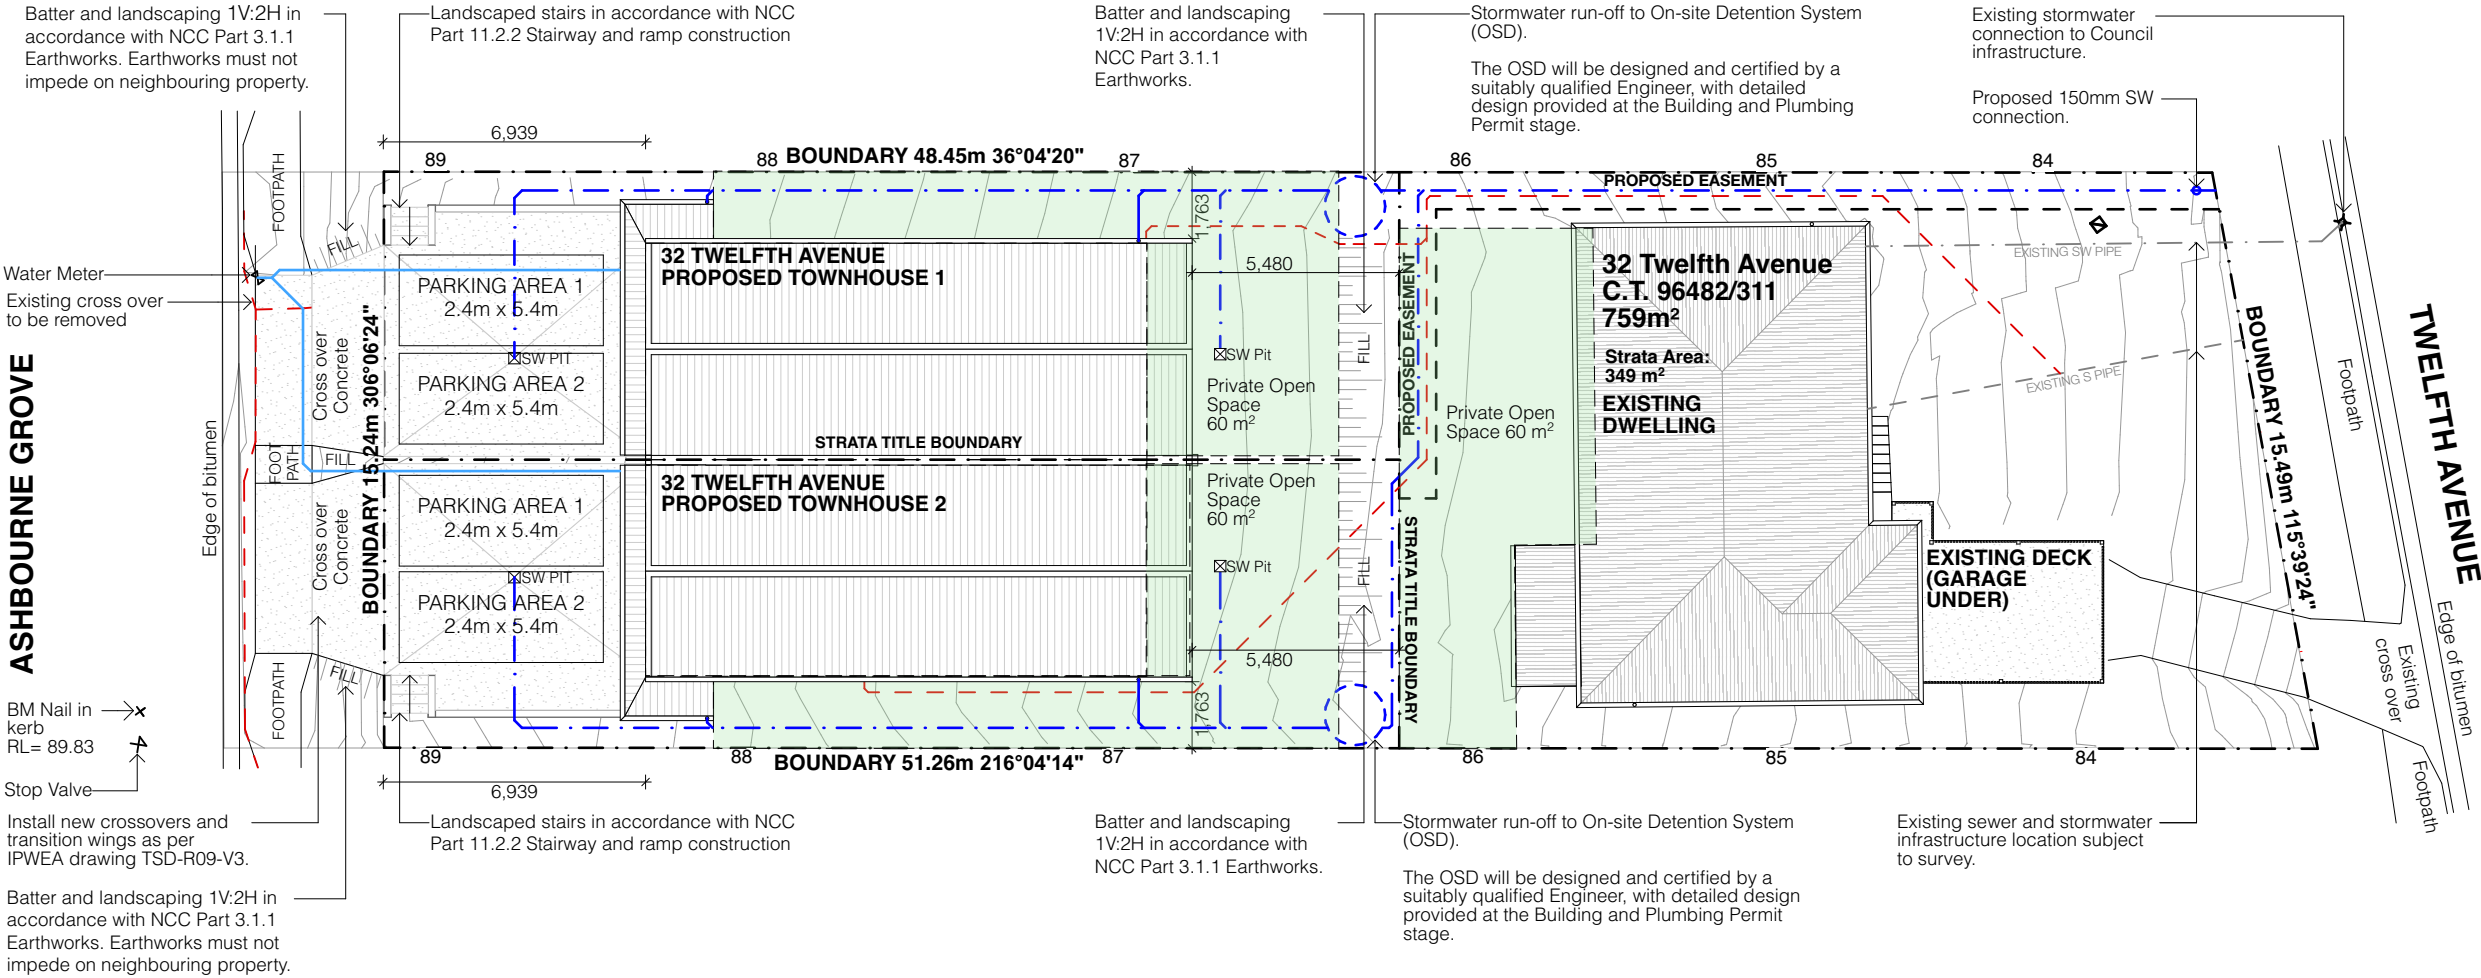 Batter and landscaping 1V:2H in
accordance with NCC Part 3.1.1
Earthworks. Earthworks must not
impede on neighbouring property.
Landscaped stairs in accordance with NCC
Part 11.2.2 Stairway and ramp construction
Batter and landscaping
1V:2H in accordance with
NCC Part 3.1.1
Earthworks.
Stormwater run-off to On-site Detention System
(OSD).
The OSD will be designed and certified by a
suitably qualified Engineer, with detailed
design provided at the Building and Plumbing
Permit stage.
Existing stormwater
connection to Council
infrastructure.
Proposed 150mm SW
connection.
6,939
89
88
BOUNDARY 48.45m 36°04'20"
87
86
85
84
PROPOSED EASEMENT
FOOTPATH
FILL
Water Meter
Existing cross over
to be removed
ASHBOURNE GROVE
Edge of bitumen
Cross over
Concrete
BOUNDARY 15.24m 306°06'24"
PARKING AREA 1
2.4m x 5.4m
SW PIT
PARKING AREA 2
2.4m x 5.4m
32 TWELFTH AVENUE
PROPOSED TOWNHOUSE 1
1,763
5,480
SW Pit
Private Open
Space
60 m²
FILL
PROPOSED EASEMENT
Private Open
Space 60 m²
32 Twelfth Avenue
C.T. 96482/311
759m²
Strata Area:
349 m²
EXISTING
DWELLING
EXISTING SW PIPE
EXISTING S PIPE
BOUNDARY 15.49m 115°39'24"
Footpath
TWELFTH AVENUE
STRATA TITLE BOUNDARY
FOOT
PATH
FILL
32 TWELFTH AVENUE
PROPOSED TOWNHOUSE 2
Private Open
Space
60 m²
PARKING AREA 1
2.4m x 5.4m
SW PIT
PARKING AREA 2
2.4m x 5.4m
Cross over
Concrete
SW Pit
FILL
STRATA TITLE BOUNDARY
5,480
1,763
EXISTING DECK
(GARAGE
UNDER)
Existing
cross over
Edge of bitumen
Footpath
FOOTPATH
FILL
BM Nail in
kerb
RL= 89.83
Stop Valve
89
88
BOUNDARY 51.26m 216°04'14"
87
86
85
84
6,939
Install new crossovers and
transition wings as per
IPWEA drawing TSD-R09-V3.
Batter and landscaping 1V:2H in
accordance with NCC Part 3.1.1
Earthworks. Earthworks must not
impede on neighbouring property.
Landscaped stairs in accordance with NCC
Part 11.2.2 Stairway and ramp construction
Batter and landscaping
1V:2H in accordance with
NCC Part 3.1.1 Earthworks.
Stormwater run-off to On-site Detention System
(OSD).
The OSD will be designed and certified by a
suitably qualified Engineer, with detailed design
provided at the Building and Plumbing Permit
stage.
Existing sewer and stormwater
infrastructure location subject
to survey.